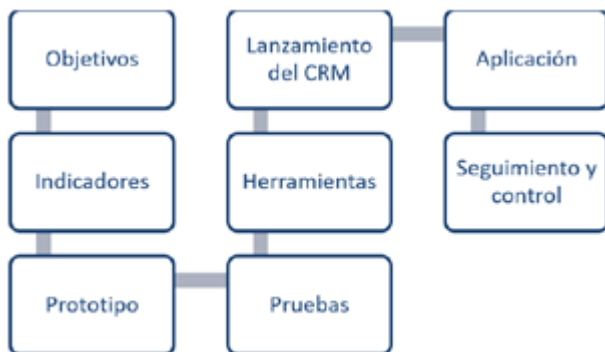 Objetivos
Indicadores
Prototipo
Pruebas
Herramientas
Lanzamiento
del CRM
Aplicación
Seguimiento y
control